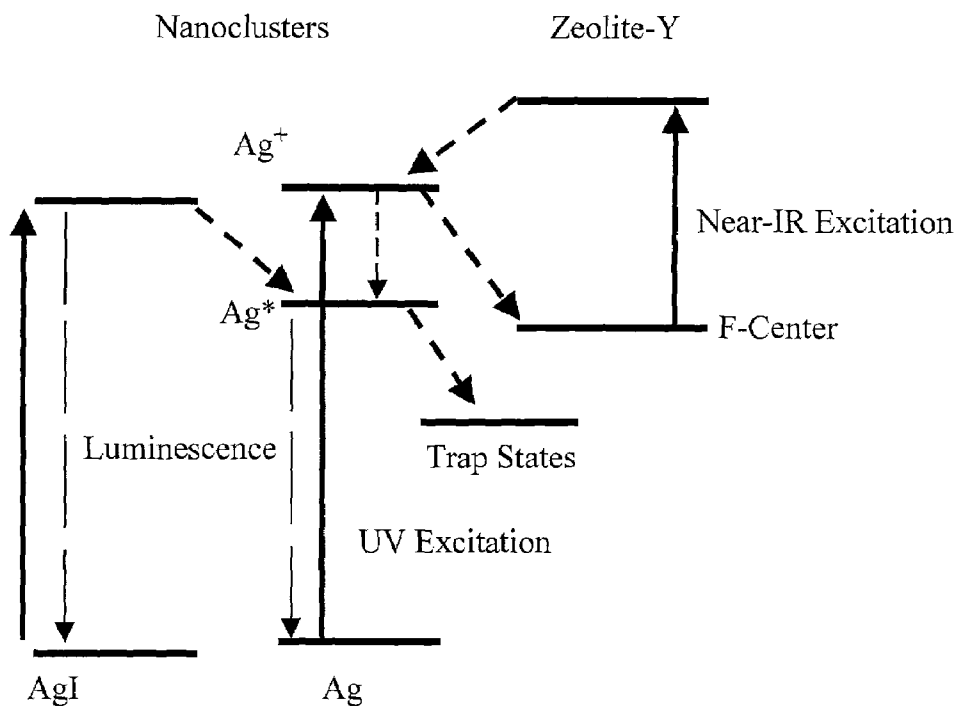 Nanoclusters
Zeolite-Y
Ag⁺
Near-IR Excitation
Ag*
F-Center
Luminescence
Trap States
UV Excitation
AgI
Ag